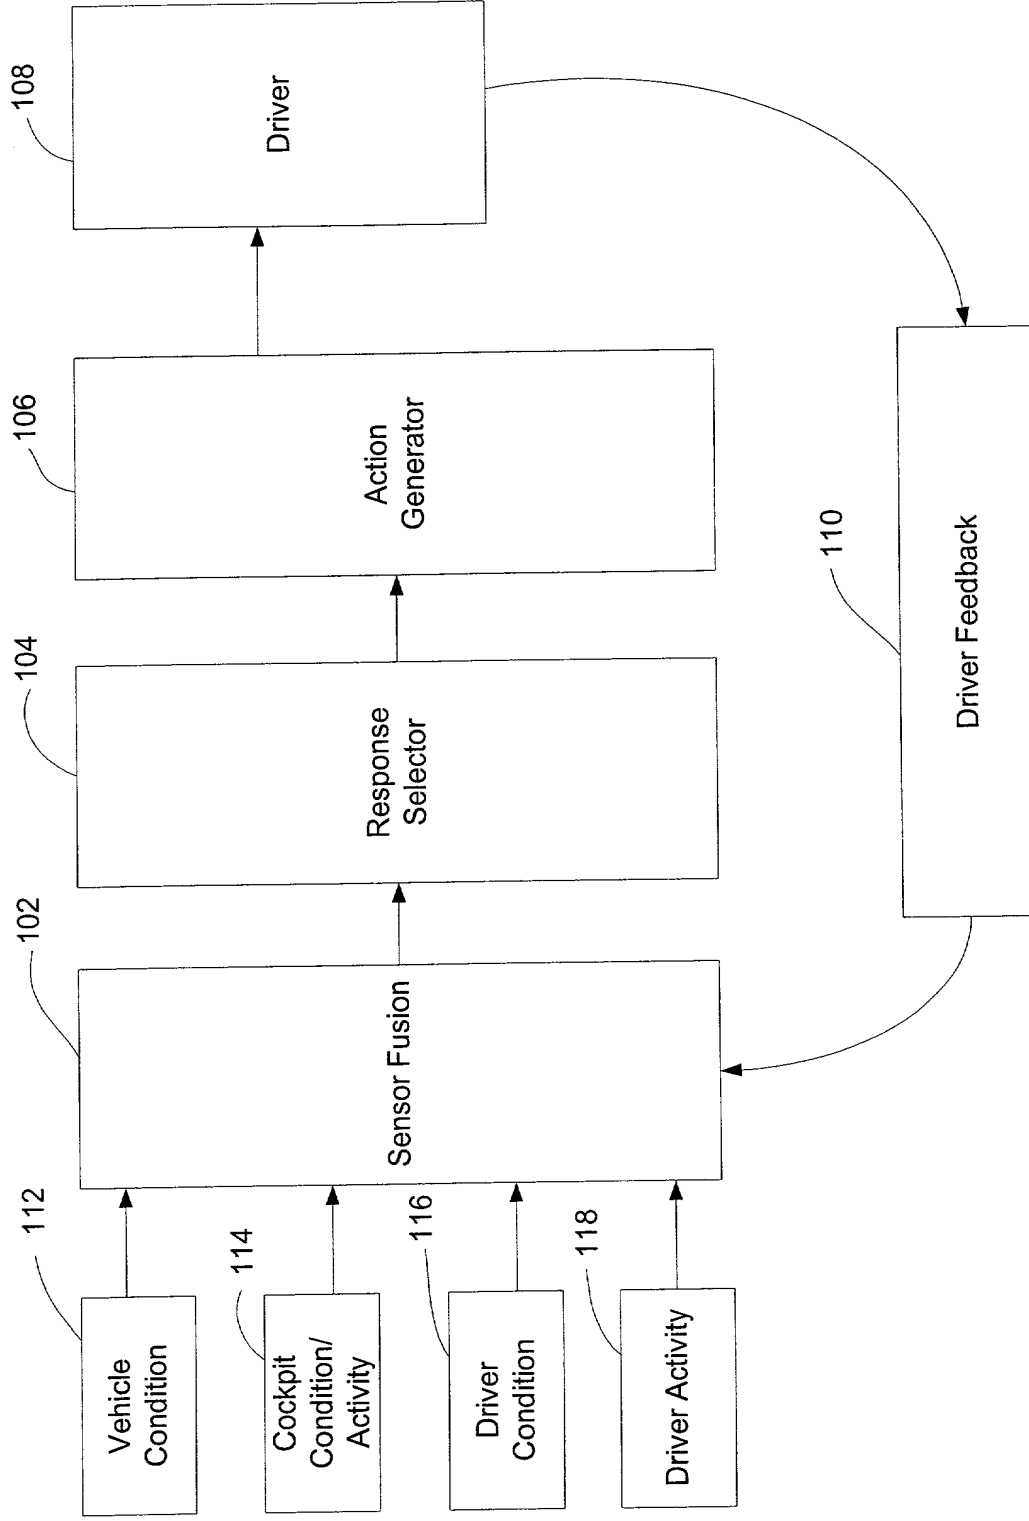 112
Vehicle
Condition
114
Cockpit
Condition/
Activity
116
Driver
Condition
118
Driver Activity
102
Sensor Fusion
104
Response
Selector
106
Action
Generator
108
Driver
110
Driver Feedback